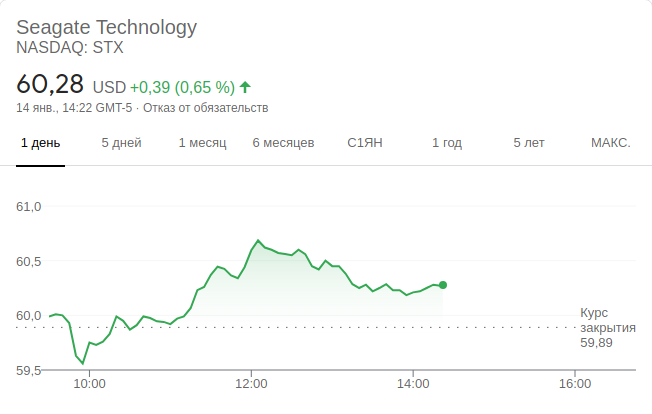 Seagate Technology
NASDAQ: STX
60,28 USD +0,39 (0,65 %)
14 янв., 14:22 GMT-5 · Отказ от обязательств
1 день 5 дней 1 месяц 6 месяцев С1ЯН 1 год 5 лет МАКС.
61,0
60,5
60,0
Курс
закрытия
59,89
59,5
10:00 12:00 14:00 16:00